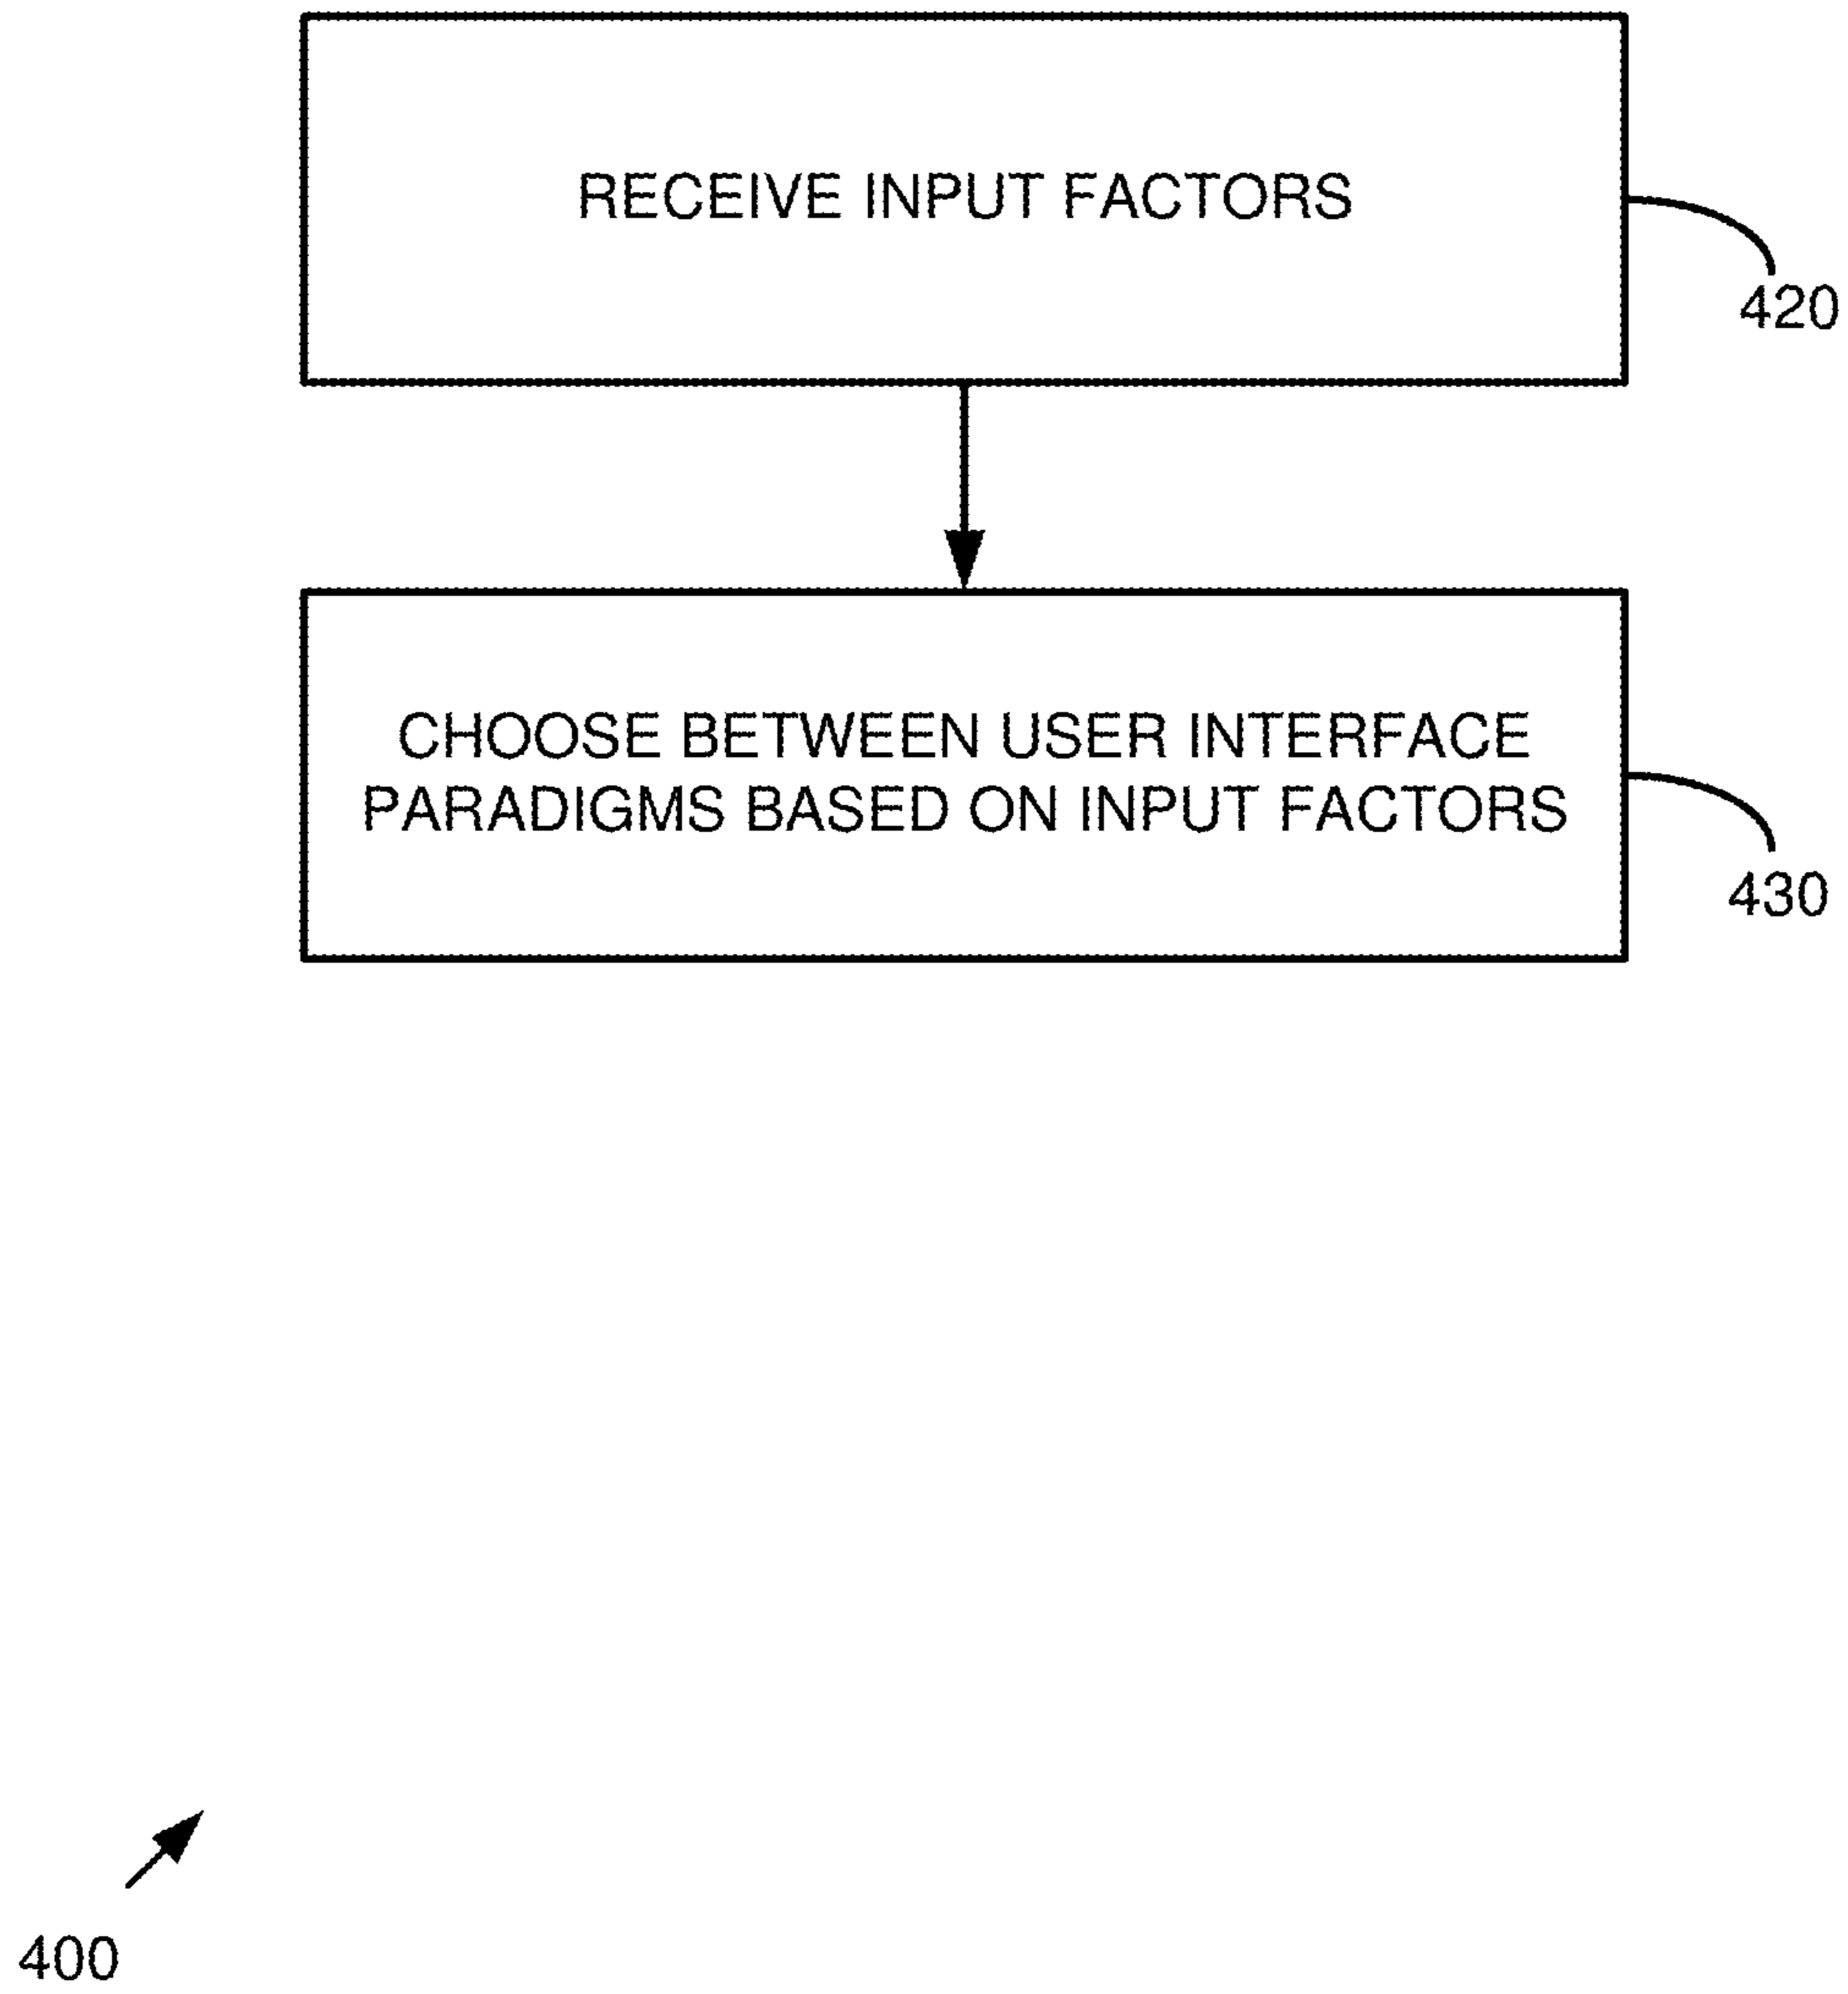 RECEIVE INPUT FACTORS
420
CHOOSE BETWEEN USER INTERFACE
PARADIGMS BASED ON INPUT FACTORS
430
400